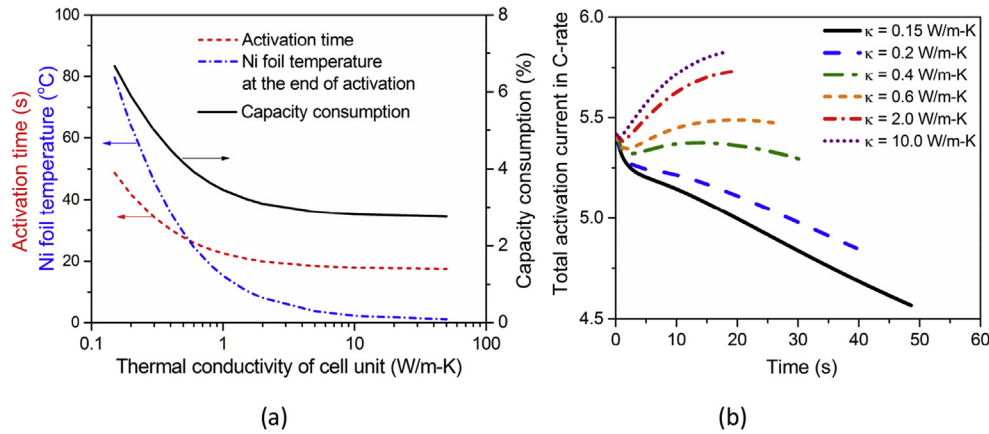 100
80
60
40
20
0
Activation time (s)
Ni foil temperature (°C)
Activation time
Ni foil temperature
at the end of activation
Capacity consumption
8
6
4
2
0
Capacity consumption (%)
0.1
1
10
100
Thermal conductivity of cell unit (W/m-K)
(a)
6.0
5.5
5.0
4.5
Total activation current in C-rate
κ = 0.15 W/m-K
κ = 0.2 W/m-K
κ = 0.4 W/m-K
κ = 0.6 W/m-K
κ = 2.0 W/m-K
κ = 10.0 W/m-K
0
10
20
30
40
50
60
Time (s)
(b)